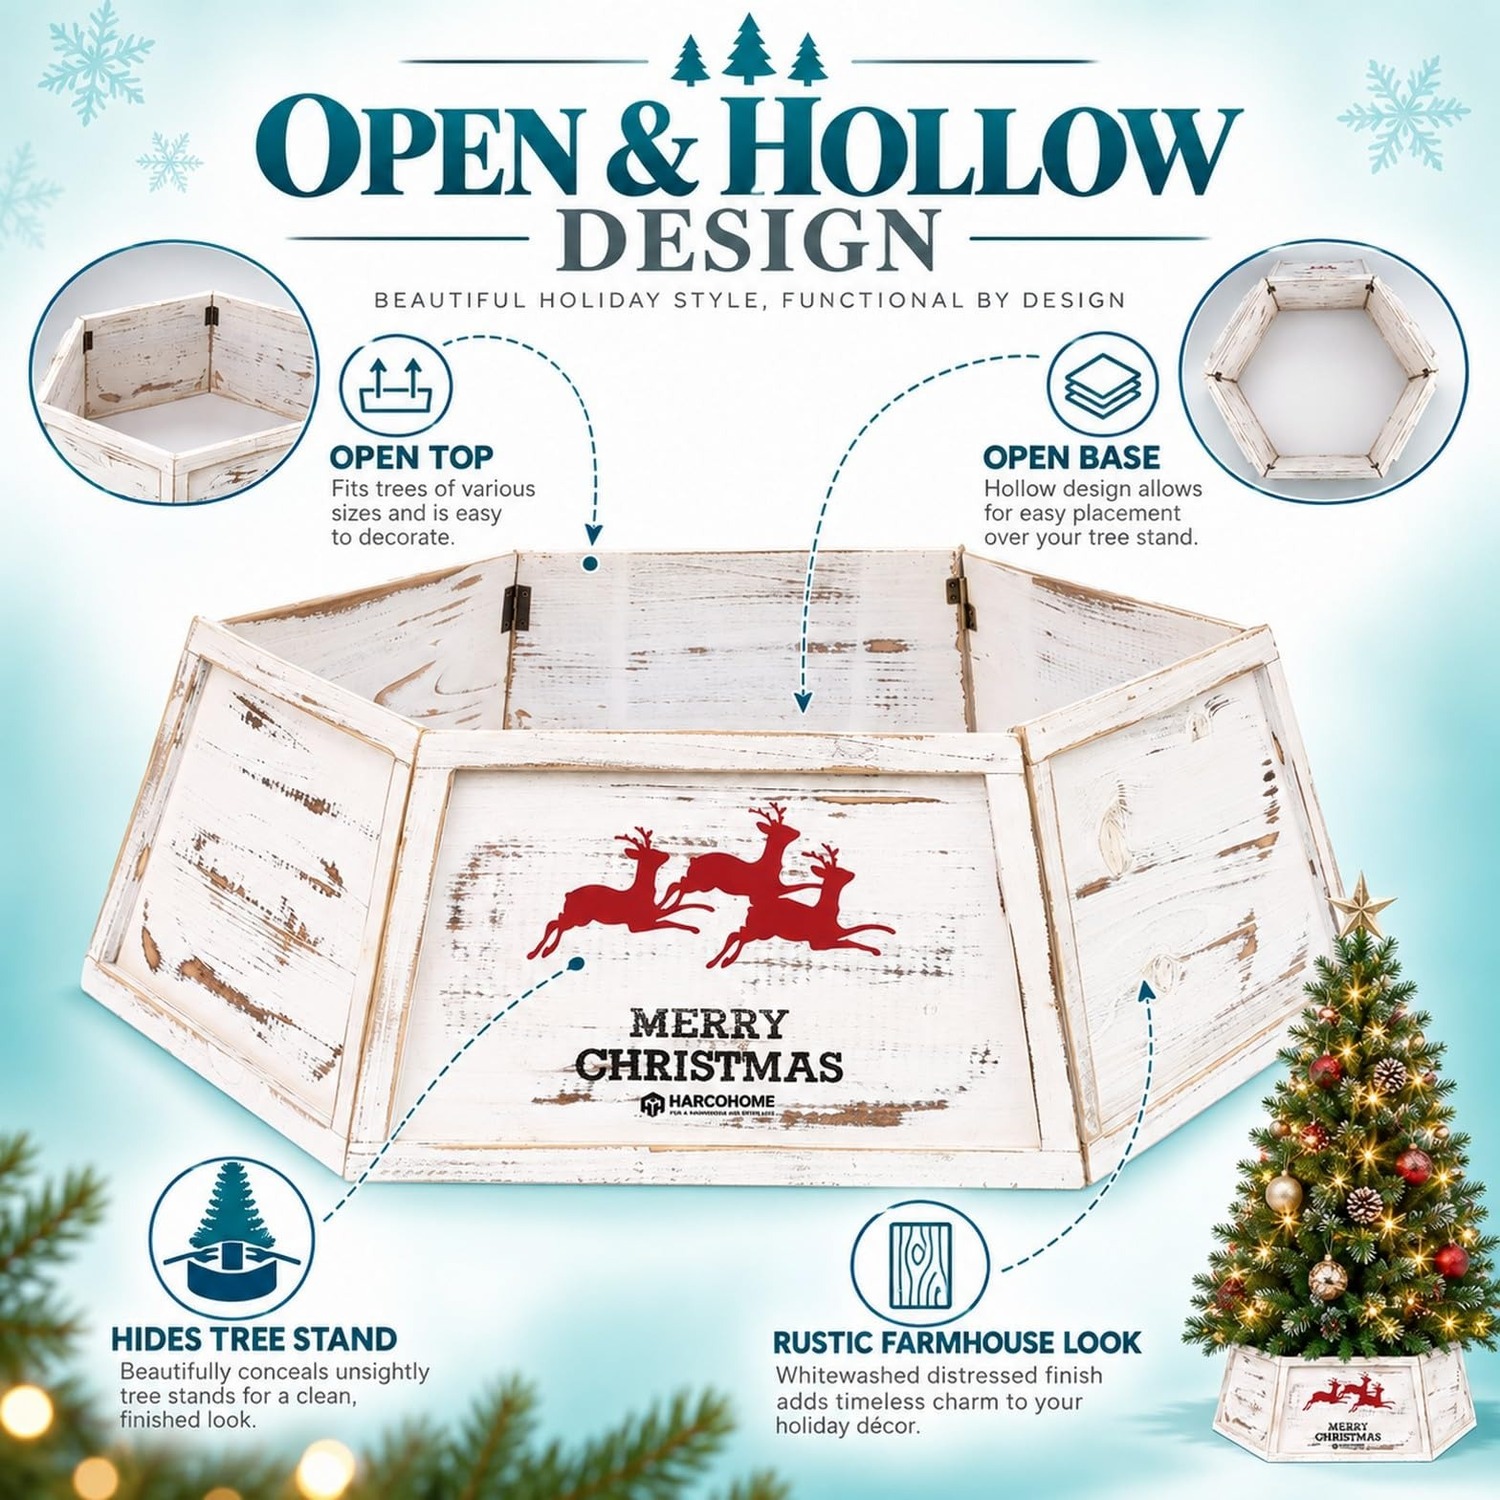 OPEN & HOLLOW
DESIGN
BEAUTIFUL HOLIDAY STYLE, FUNCTIONAL BY DESIGN
OPEN TOP
Fits trees of various
sizes and is easy
to decorate.
OPEN BASE
Hollow design allows
for easy placement
over your tree stand.
MERRY
CHRISTMAS
HARCOHOME
HIDES TREE STAND
Beautifully conceals unsightly
tree stands for a clean,
finished look.
RUSTIC FARMHOUSE LOOK
Whitewashed distressed finish
adds timeless charm to your
holiday décor.
MERRY
CHRISTMAS
HARCOHOME